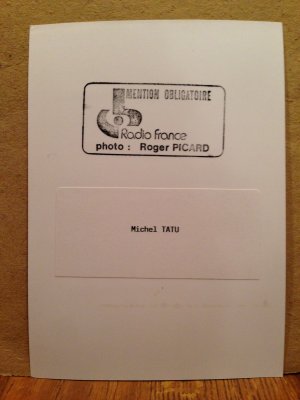 MENTION OBLIGATOIRE
Radio France
photo : Roger PICARD
Michel TATU